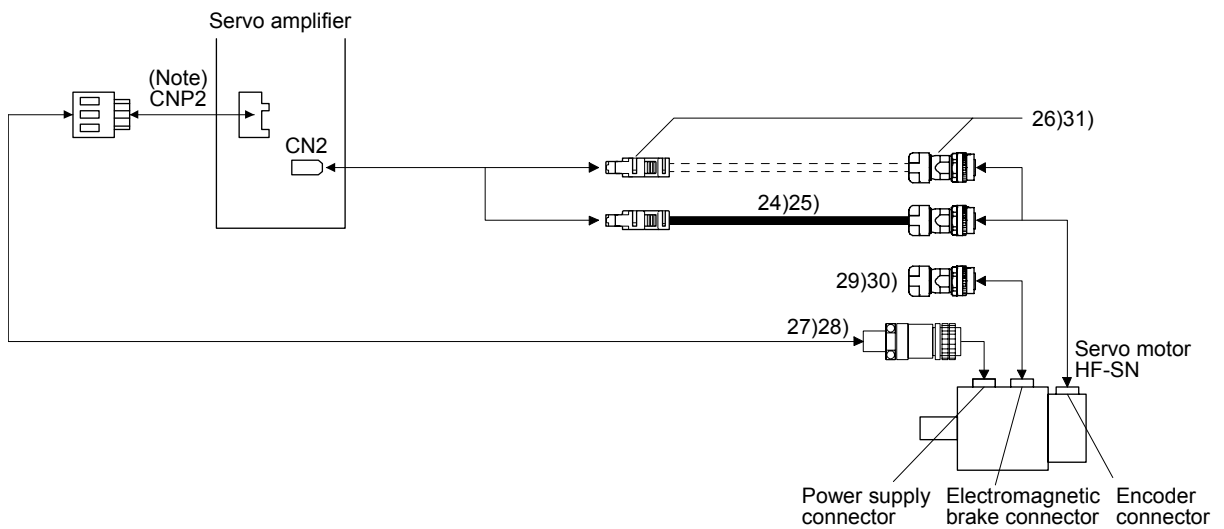 Servo amplifier
(Note)
CNP2
CN2
26)31)
24)25)
29)30)
27)28)
Servo motor
HF-SN
Power supply
connector
Electromagnetic
brake connector
Encoder
connector